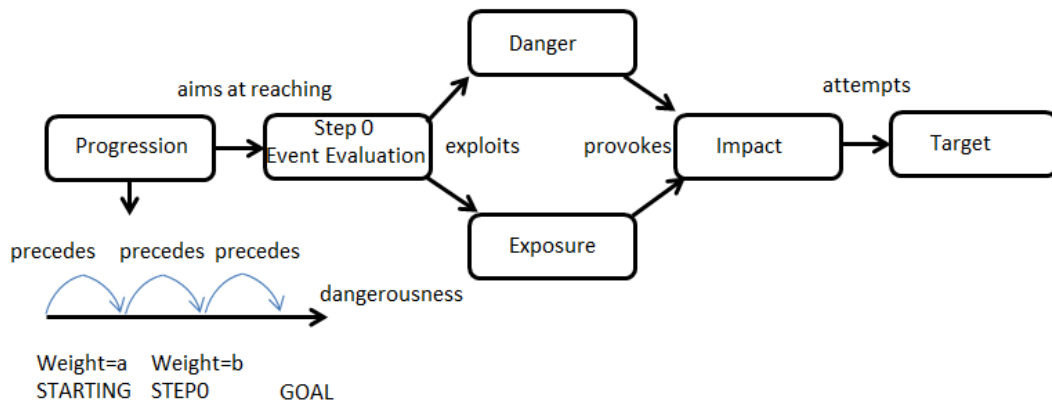 Danger
aims at reaching
attempts
Progression
Step 0
Event Evaluation
exploits
provokes
Impact
Target
Exposure
precedes precedes precedes
dangerousness
Weight=a Weight=b
STARTING STEP0 GOAL